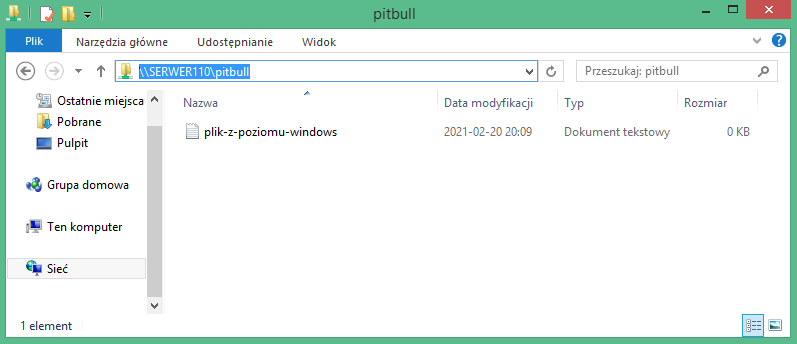 pitbull
Plik Narzędzia główne Udostępnianie Widok
\\SERWER110\pitbull Przeszukaj: pitbull
Ostatnie miejsca
Pobrane
Pulpit
Grupa domowa
Ten komputer
Sieć
Nazwa Data modyfikacji Typ Rozmiar
plik-z-poziomu-windows 2021-02-20 20:09 Dokument tekstowy 0 KB
1 element